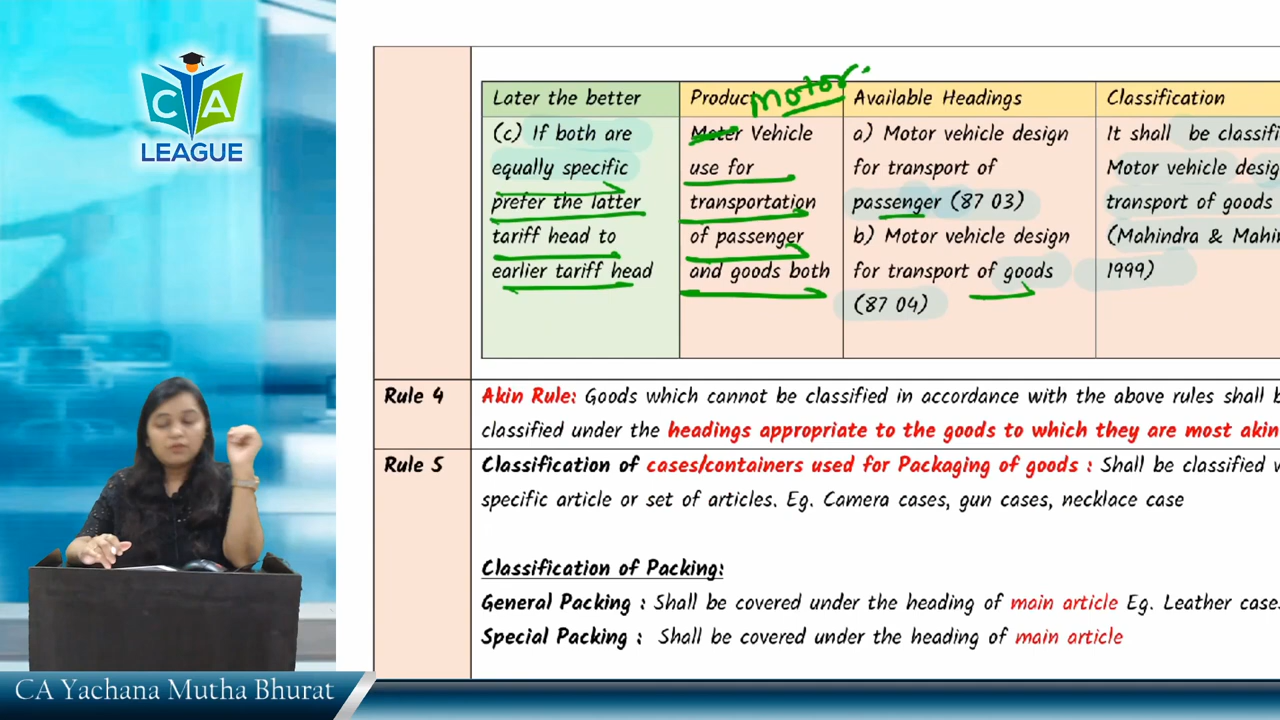 CA
LEAGUE
Later the better
Product
Motor.
Available Headings
Classification
(c) If both are
equally specific
prefer the latter
tariff head to
earlier tariff head
Moter Vehicle
use for
transportation
of passenger
and goods both
a) Motor vehicle design
for transport of
passenger (87 03)
b) Motor vehicle design
for transport of goods
(87 04)
It shall be classifi
Motor vehicle desig
transport of goods
(Mahindra & Mahin
1999)
Rule 4
Akin Rule: Goods which cannot be classified in accordance with the above rules shall b
classified under the headings appropriate to the goods to which they are most akin
Rule 5
Classification of cases/containers used for Packaging of goods : Shall be classified
specific article or set of articles. Eg. Camera cases, gun cases, necklace case
Classification of Packing:
General Packing : Shall be covered under the heading of main article Eg. Leather cases
Special Packing : Shall be covered under the heading of main article
CA Yachana Mutha Bhurat